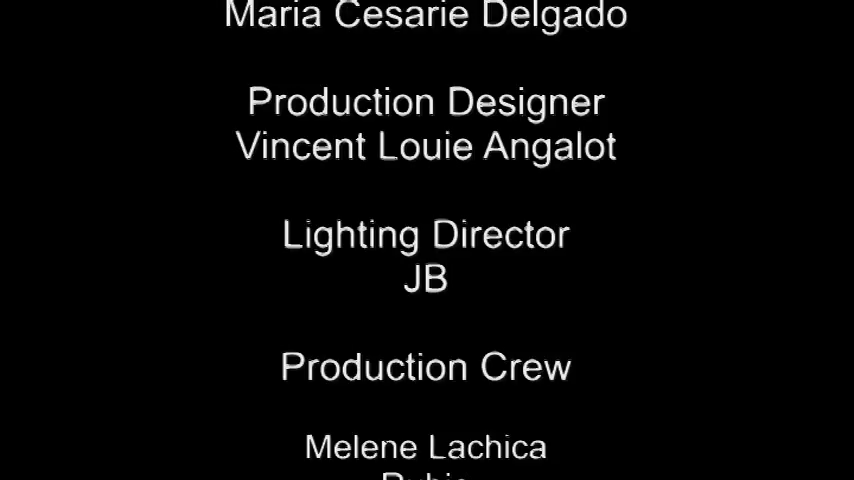 Maria Cesarie Delgado
Production Designer
Vincent Louie Angalot
Lighting Director
JB
Production Crew
Melene Lachica